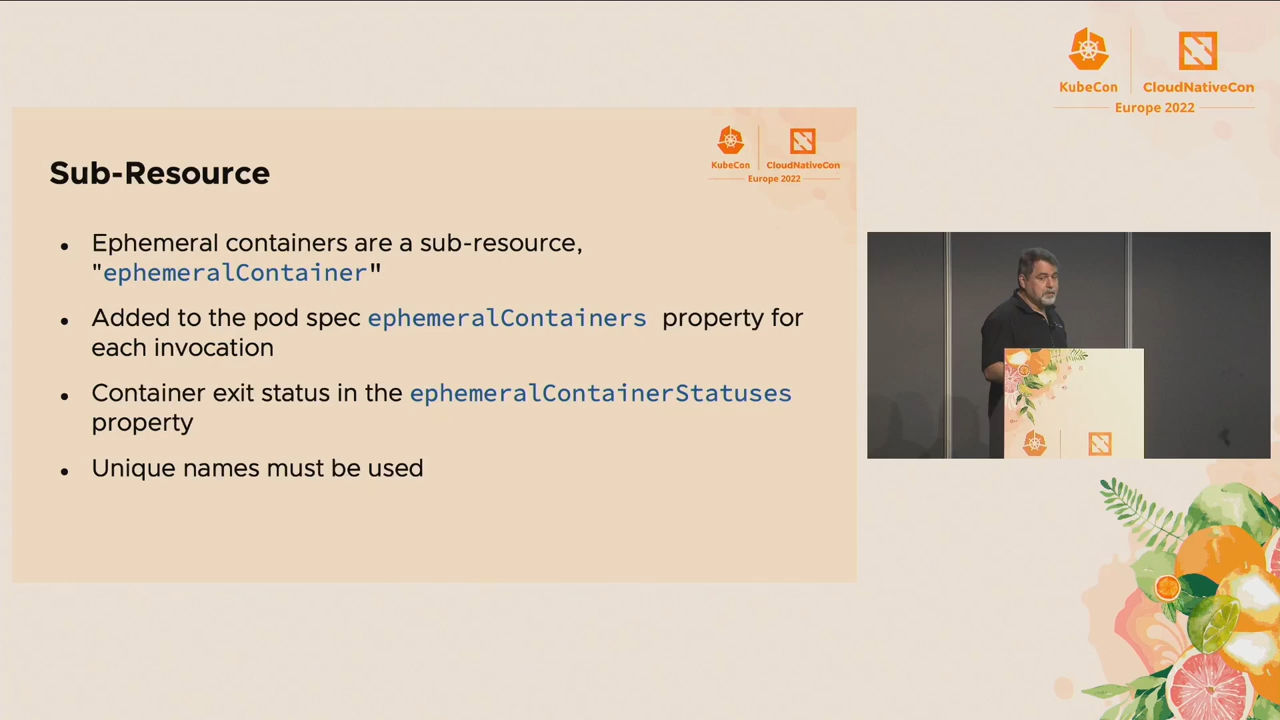 KubeCon
CloudNativeCon
Europe 2022
KubeCon
CloudNativeCon
Europe 2022
Sub-Resource
• Ephemeral containers are a sub-resource,
"ephemeralContainer"
• Added to the pod spec ephemeralContainers property for
each invocation
• Container exit status in the ephemeralContainerStatuses
property
• Unique names must be used